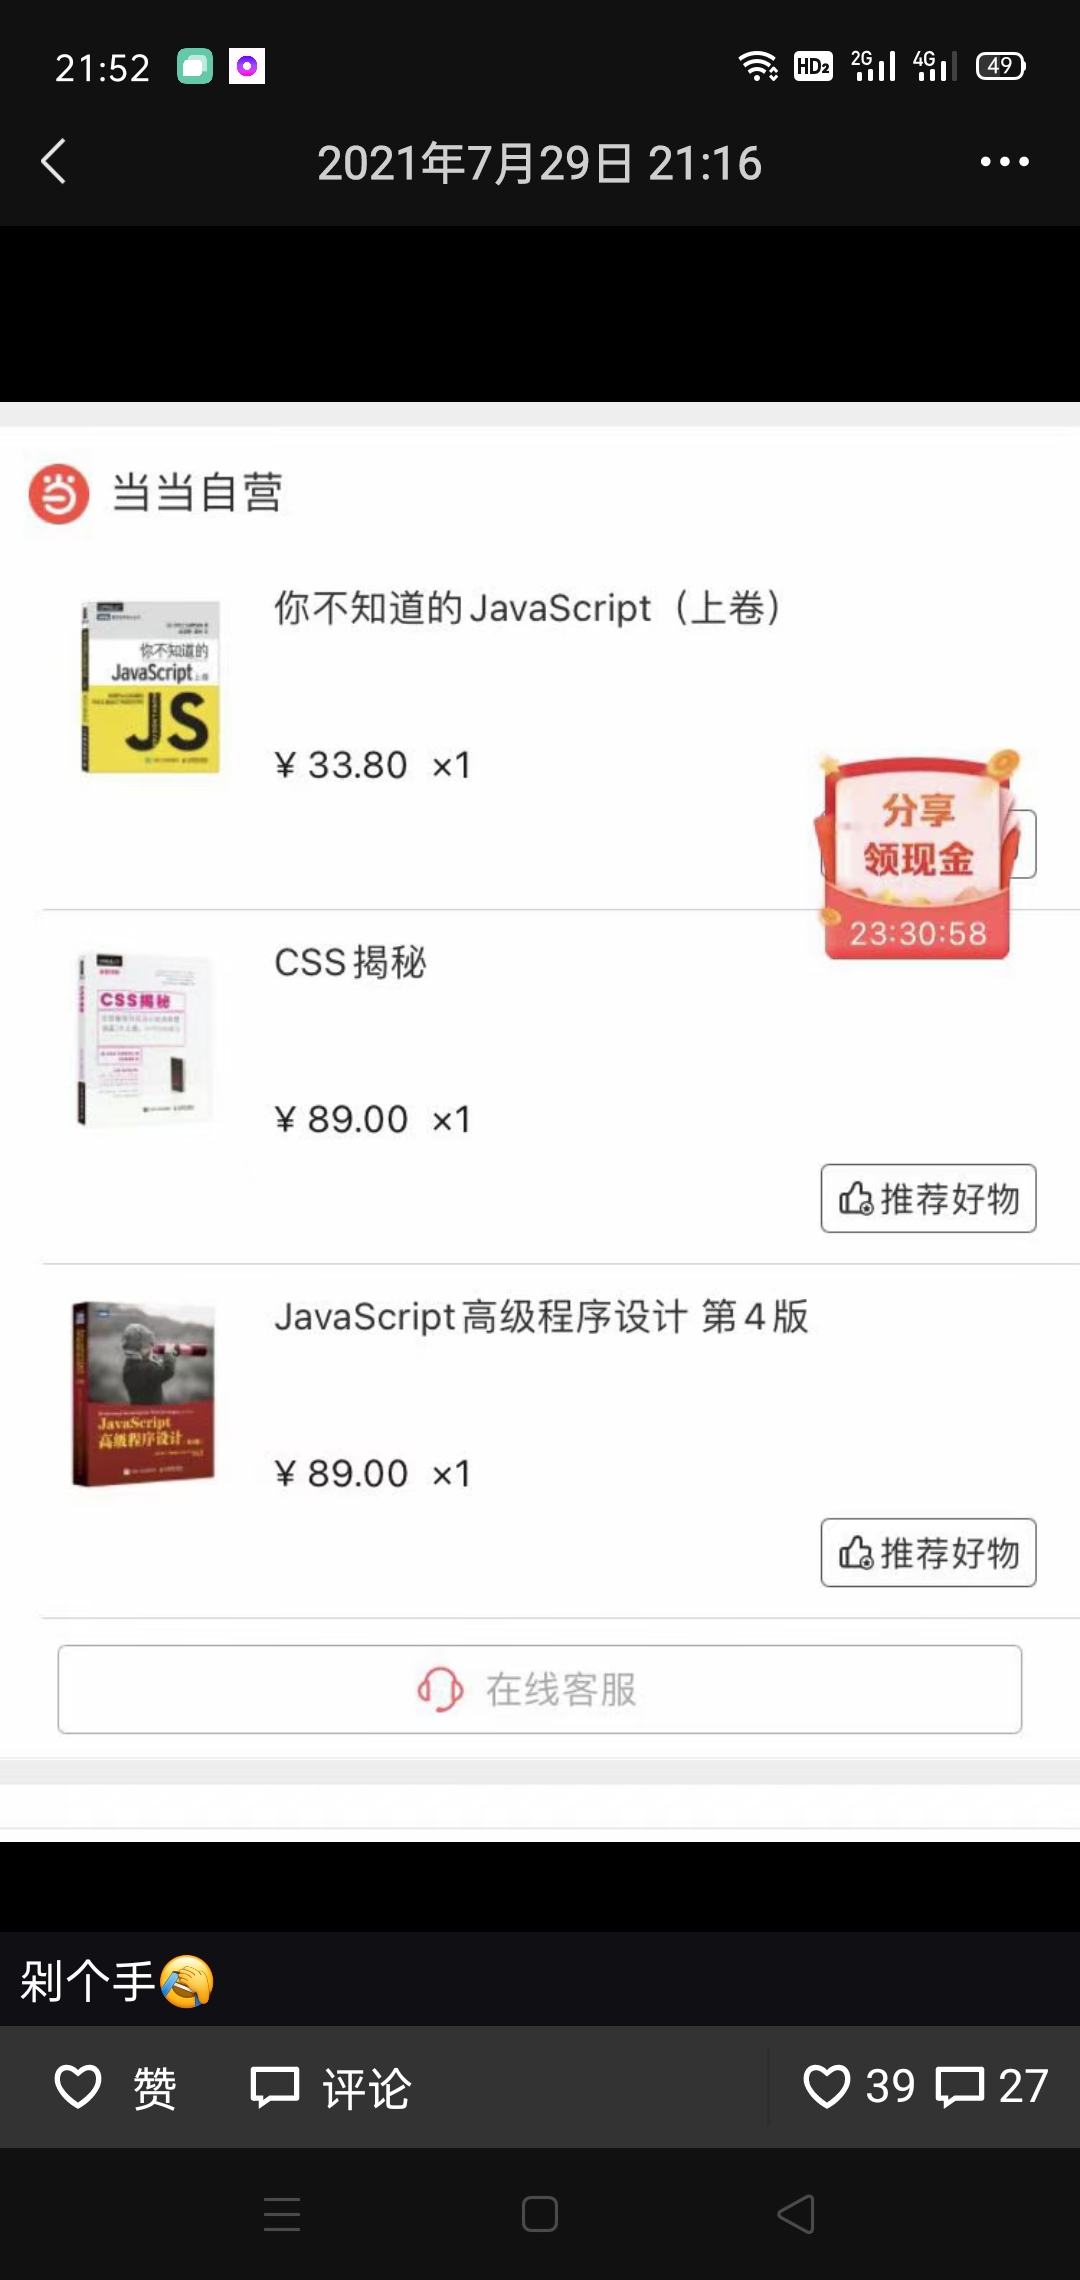 21:52
HD2 2G 4G 49
2021年7月29日 21:16
当当自营
你不知道的JavaScript（上卷）
你不知道的
JavaScript 上卷
JS
¥ 33.80 ×1
分享
领现金
23:30:58
CSS揭秘
CSS揭秘
¥ 89.00 ×1
推荐好物
JavaScript高级程序设计 第4版
JavaScript
高级程序设计
¥ 89.00 ×1
推荐好物
在线客服
剁个手
赞 评论 39 27